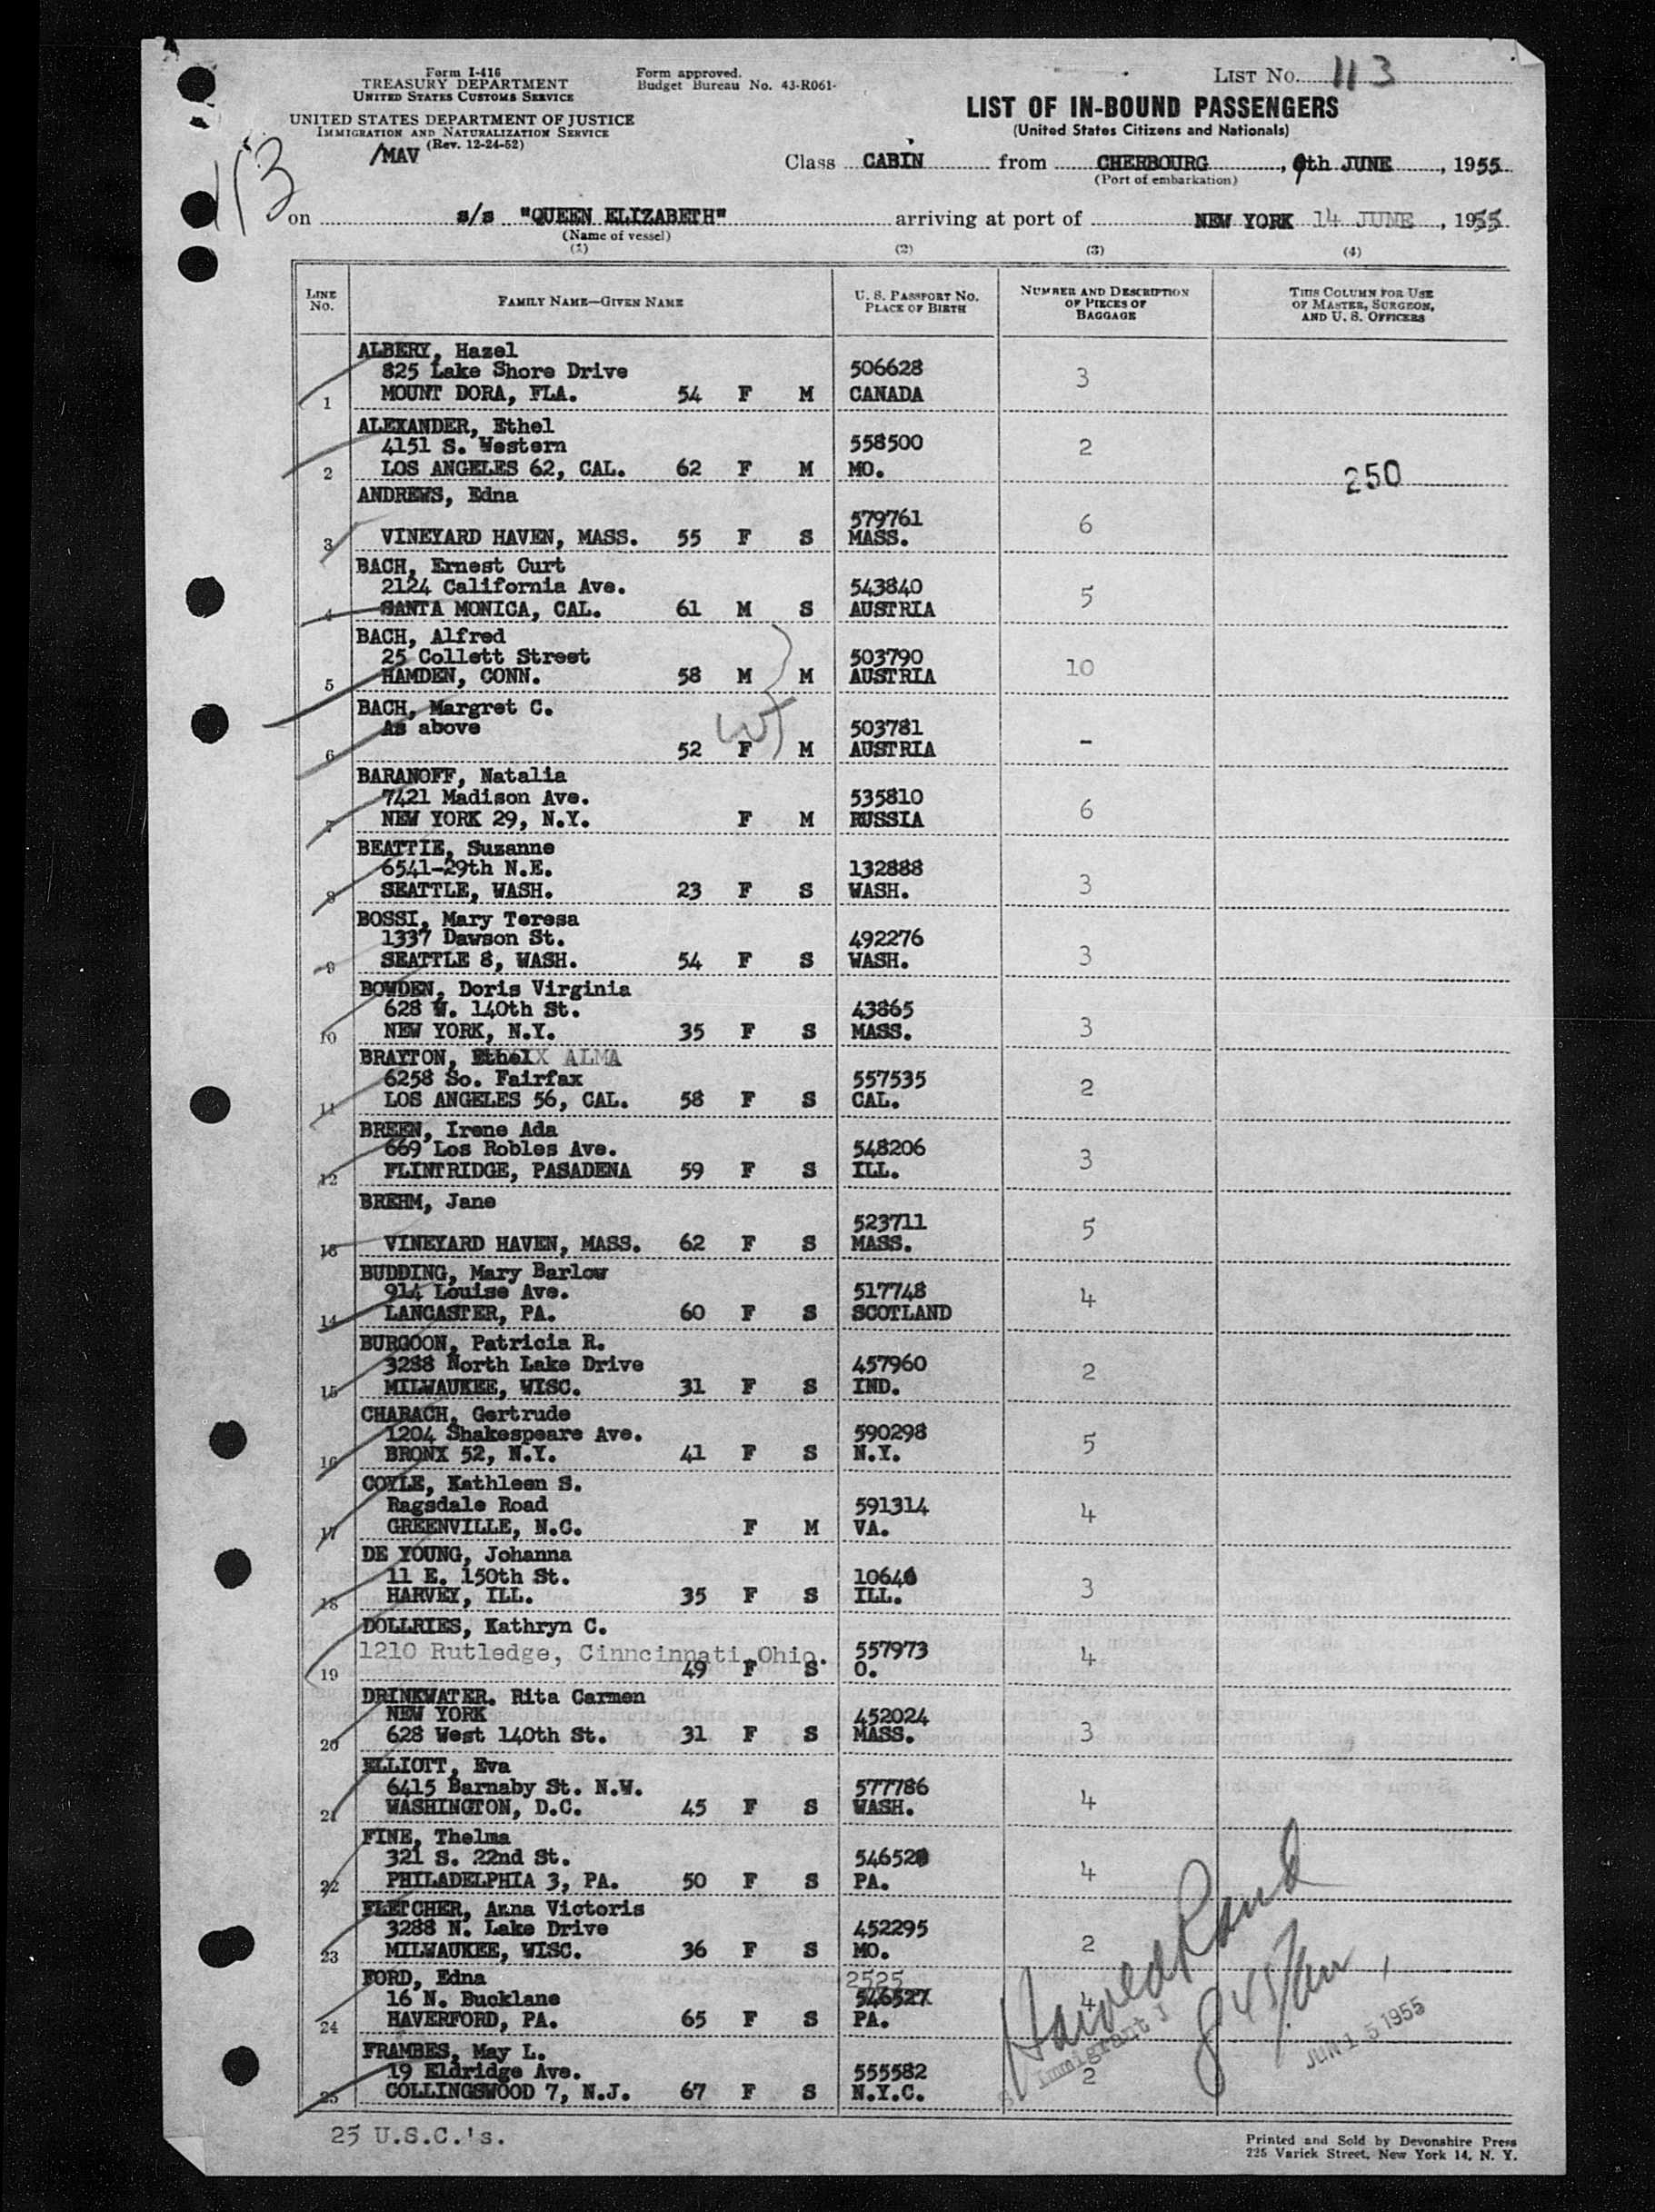 Form I-416
TREASURY DEPARTMENT
UNITED STATES CUSTOMS SERVICE
UNITED STATES DEPARTMENT OF JUSTICE
IMMIGRATION AND NATURALIZATION SERVICE
(Rev. 12-24-52)
/MAV
Form approved.
Budget Bureau No. 43-R061-
LIST NO. 113
LIST OF IN-BOUND PASSENGERS
(United States Citizens and Nationals)
113
Class CABIN from CHERBOURG, 9th JUNE, 1955
(Port of embarkation)
on s/s "QUEEN ELIZABETH" arriving at port of NEW YORK 14 JUNE, 1955
(Name of vessel)
(1) (2) (3) (4)
LINE NO. FAMILY NAME—GIVEN NAME U. S. PASSPORT NO. PLACE OF BIRTH NUMBER AND DESCRIPTION OF PIECES OF BAGGAGE THIS COLUMN FOR USE OF MASTER, SURGEON, AND U. S. OFFICERS
ALBERY, Hazel
825 Lake Shore Drive 506628 3
1 MOUNT DORA, FLA. 54 F M CANADA
ALEXANDER, Ethel
4151 S. Western 558500 2
2 LOS ANGELES 62, CAL. 62 F M MO. 250
ANDREWS, Edna
579761 6
3 VINEYARD HAVEN, MASS. 55 F S MASS.
BACH, Ernest Curt
2124 California Ave. 543840 5
4 SANTA MONICA, CAL. 61 M S AUSTRIA
BACH, Alfred
25 Collett Street 503790 10
5 HAMDEN, CONN. 58 M M AUSTRIA
BACH, Margret C.
As above 503781 -
6 52 F M AUSTRIA
BARANOFF, Natalia
7421 Madison Ave. 535810 6
7 NEW YORK 29, N.Y. F M RUSSIA
BEATTIE, Suzanne
6541-29th N.E. 132888 3
8 SEATTLE, WASH. 23 F S WASH.
BOSSI, Mary Teresa
1337 Dawson St. 492276 3
9 SEATTLE 8, WASH. 54 F S WASH.
BOWDEN, Doris Virginia
628 W. 140th St. 43865 3
10 NEW YORK, N.Y. 35 F S MASS.
BRAYTON, Ethel ALMA
6258 So. Fairfax 557535 2
11 LOS ANGELES 56, CAL. 58 F S CAL.
BREEN, Irene Ada
669 Los Robles Ave. 548206 3
12 FLINTRIDGE, PASADENA 59 F S ILL.
BREHM, Jane
523711 5
13 VINEYARD HAVEN, MASS. 62 F S MASS.
BUDDING, Mary Barlow
914 Louise Ave. 517748 4
14 LANCASTER, PA. 60 F S SCOTLAND
BURGOON, Patricia R.
3288 North Lake Drive 457960 2
15 MILWAUKEE, WISC. 31 F S IND.
CHARACH, Gertrude
1204 Shakespeare Ave. 590298 5
16 BRONX 52, N.Y. 41 F S N.Y.
COYLE, Kathleen S.
Ragsdale Road 591314 4
17 GREENVILLE, N.C. F M VA.
DE YOUNG, Johanna
11 E. 150th St. 10646 3
18 HARVEY, ILL. 35 F S ILL.
DOLLRIES, Kathryn C.
1210 Rutledge, Cinncinnati, Ohio. 557973 4
19 49 F S O.
DRINKWATER. Rita Carmen
NEW YORK 452024 3
20 628 West 140th St. 31 F S MASS.
ELLIOTT, Eva
6415 Barnaby St. N.W. 577786 4
21 WASHINGTON, D.C. 45 F S WASH.
FINE, Thelma
321 S. 22nd St. 546520 4
22 PHILADELPHIA 3, PA. 50 F S PA.
FLETCHER, Anna Victoris
3288 N. Lake Drive 452295 2
23 MILWAUKEE, WISC. 36 F S MO.
FORD, Edna 2525
16 N. Bucklane 546527 4
24 HAVERFORD, PA. 65 F S PA.
FRAMBES, May L.
19 Eldridge Ave. 555582 2
25 COLLINGSWOOD 7, N.J. 67 F S N.Y.C.
Immigrant I
JUN 15 1955
25 U.S.C.'s.
Printed and Sold by Devonshire Press
225 Varick Street, New York 14, N. Y.